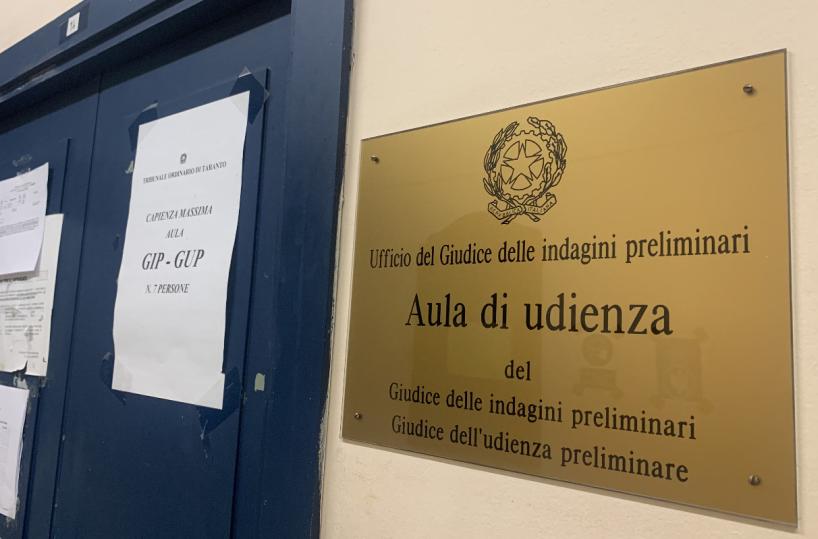 TRIBUNALE ORDINARIO DI TARANTO
CAPIENZA MASSIMA
AULA
GIP - GUP
N. 7 PERSONE
Ufficio del Giudice delle indagini preliminari
Aula di udienza
del
Giudice delle indagini preliminari
Giudice dell'udienza preliminare